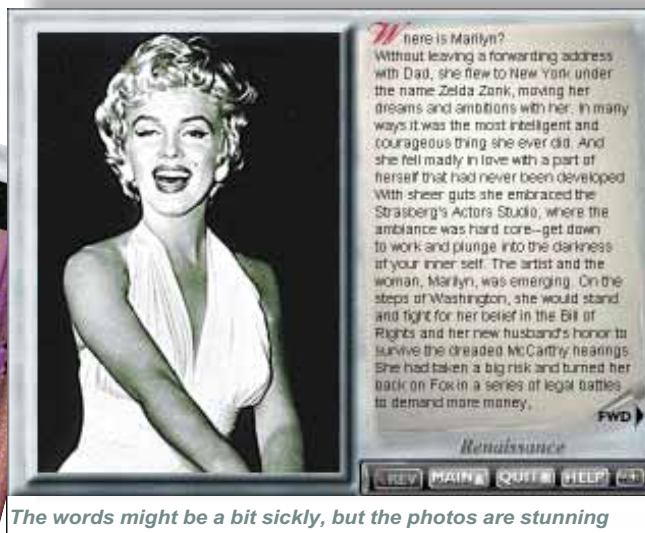 Where is Marilyn?
Without leaving a forwarding address
with Dad, she flew to New York under
the name Zelda Zonk, moving her
dreams and ambitions with her. In many
ways it was the most intelligent and
courageous thing she ever did. And
she fell madly in love with a part of
herself that had never been developed
With sheer guts she embraced the
Strasberg's Actors Studio, where the
ambiance was hard core--get down
to work and plunge into the darkness
of your inner self. The artist and the
woman, Marilyn, was emerging. On the
steps of Washington, she would stand
and fight for her belief in the Bill of
Rights and her new husband's honor to
survive the dreaded McCarthy hearings
She had taken a big risk and turned her
back on Fox in a series of legal battles
to demand more money,
FWD
Renaissance
REV MAIN QUIT HELP
The words might be a bit sickly, but the photos are stunning